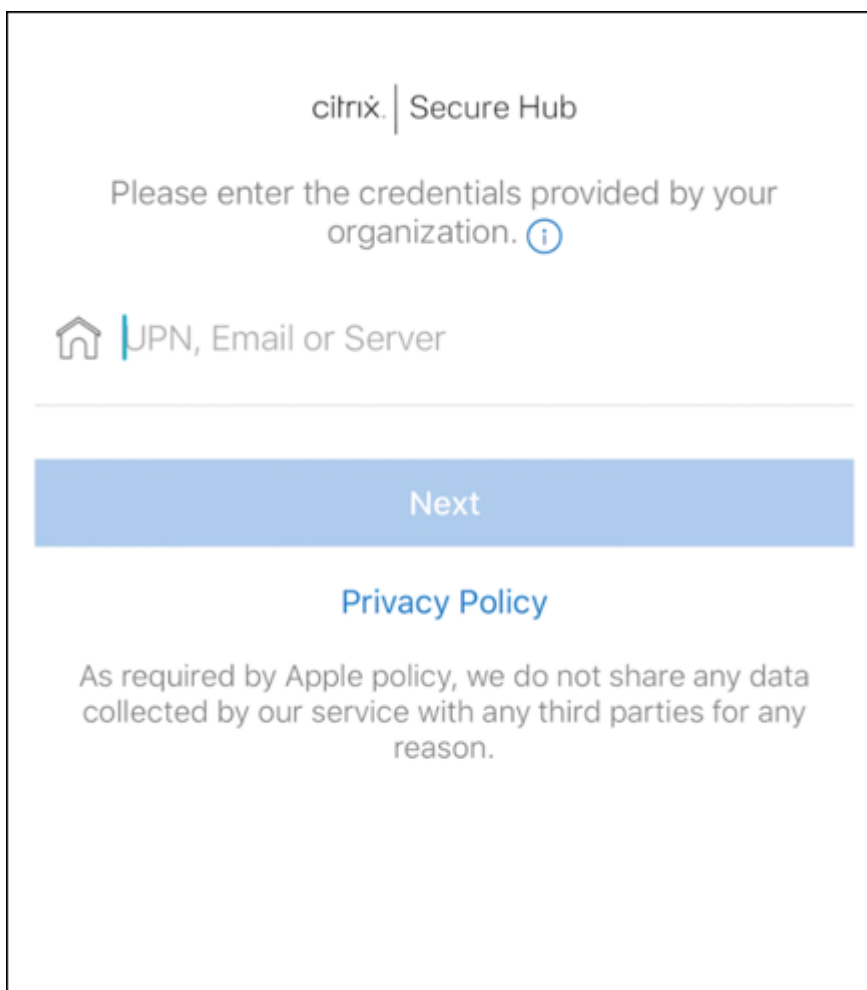 citrix. | Secure Hub
Please enter the credentials provided by your
organization.
UPN, Email or Server
Next
Privacy Policy
As required by Apple policy, we do not share any data
collected by our service with any third parties for any
reason.